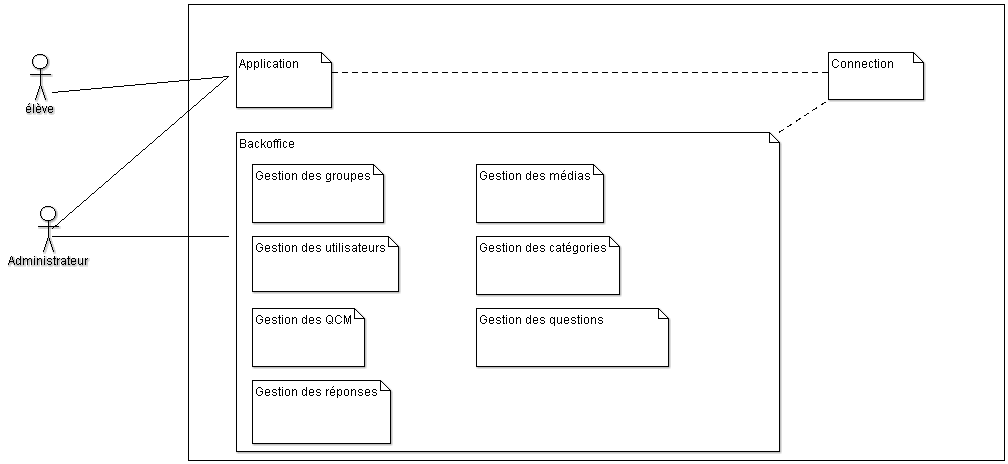 Application
Connection
élève
Backoffice
Gestion des groupes
Gestion des médias
Administrateur
Gestion des utilisateurs
Gestion des catégories
Gestion des QCM
Gestion des questions
Gestion des réponses